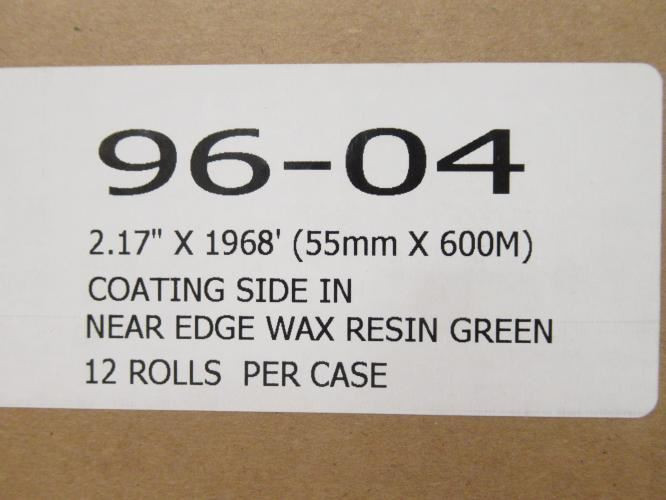 96-04
2.17" X 1968' (55mm X 600M)
COATING SIDE IN
NEAR EDGE WAX RESIN GREEN
12 ROLLS  PER CASE